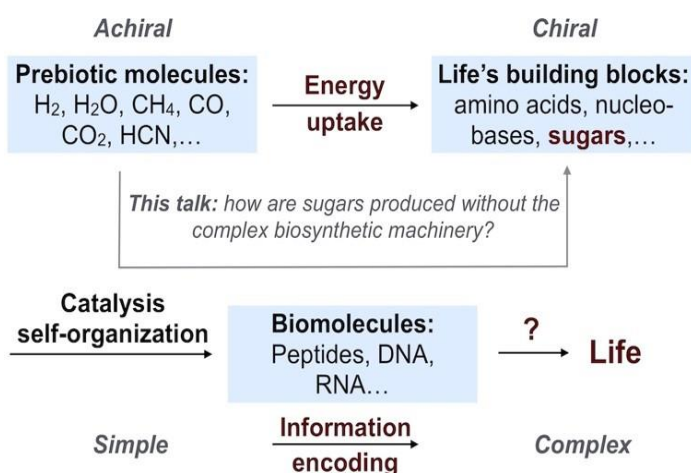 Achiral
Chiral
Prebiotic molecules:
H₂, H₂O, CH₄, CO,
CO₂, HCN,...
Energy
uptake
Life's building blocks:
amino acids, nucleo-
bases, sugars,...
This talk: how are sugars produced without the
complex biosynthetic machinery?
Catalysis
self-organization
Biomolecules:
Peptides, DNA,
RNA...
?
Life
Simple
Information
encoding
Complex